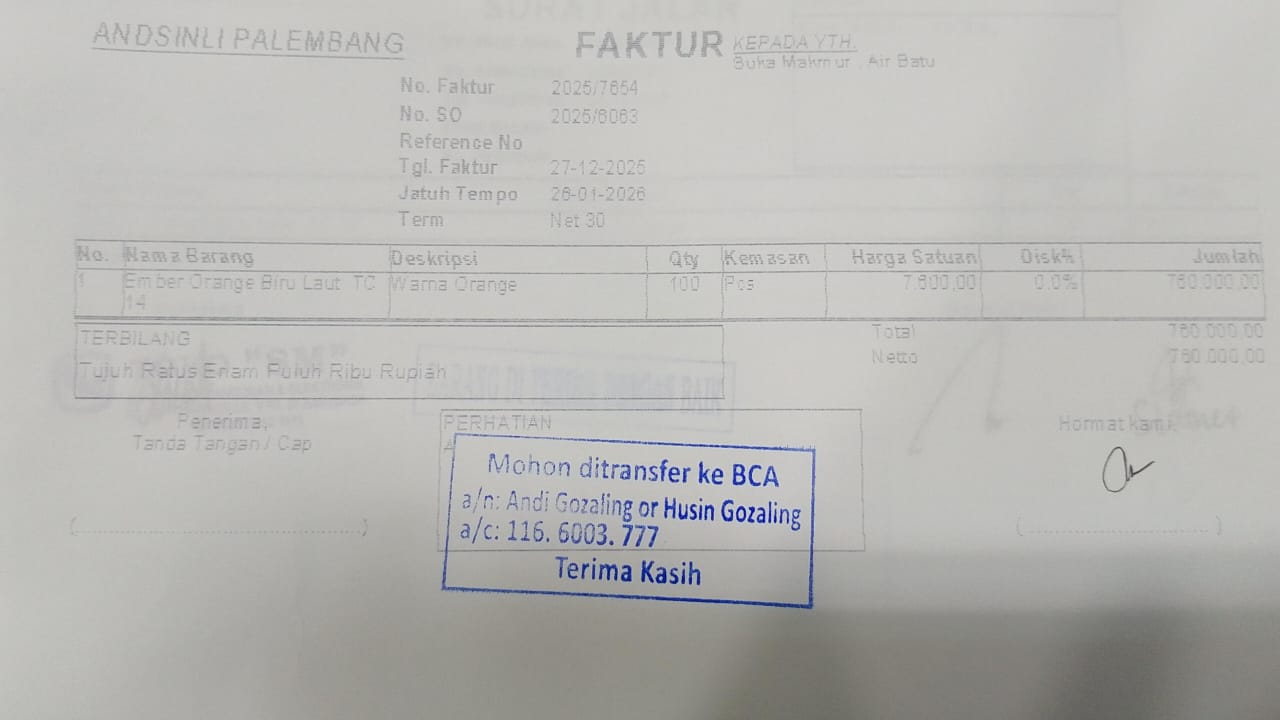 ANDSINLI PALEMBANG
FAKTUR
KEPADA YTH.
Buka Makmur , Air Batu
No. Faktur 2025/7654
No. SO 2025/6063
Reference No
Tgl. Faktur 27-12-2025
Jatuh Tempo 26-01-2026
Term Net 30
No. Nama Barang Deskripsi Qty Kemasan Harga Satuan Disk% Jumlah
1 Ember Orange Biru Laut TC Warna Orange 100 Pcs 7.600,00 0.0% 760.000,00
14
TERBILANG
Tujuh Ratus Enam Puluh Ribu Rupiah
Total 760.000,00
Netto 760.000,00
Penerima,
Tanda Tangan / Cap
PERHATIAN
Hormat kami,
Mohon ditransfer ke BCA
a/n: Andi Gozaling or Husin Gozaling
a/c: 116. 6003. 777
Terima Kasih
SURAT JALAN